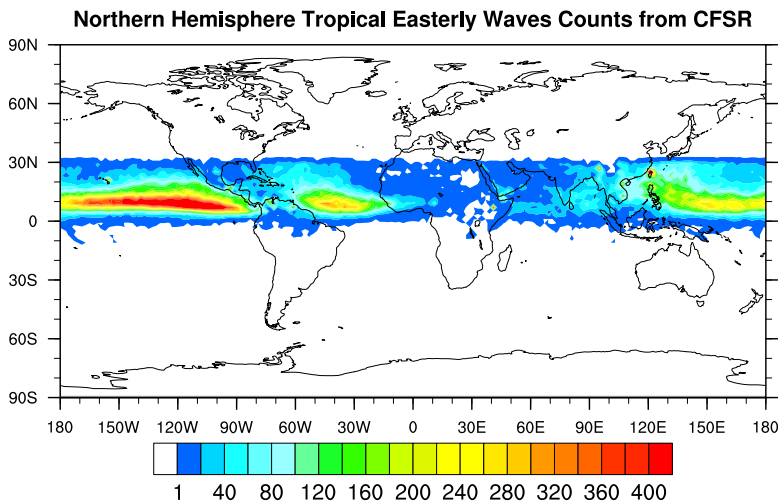 Northern Hemisphere Tropical Easterly Waves Counts from CFSR
90N
60N
30N
0
30S
60S
90S
180 150W 120W 90W 60W 30W 0 30E 60E 90E 120E 150E 180
1 40 80 120 160 200 240 280 320 360 400